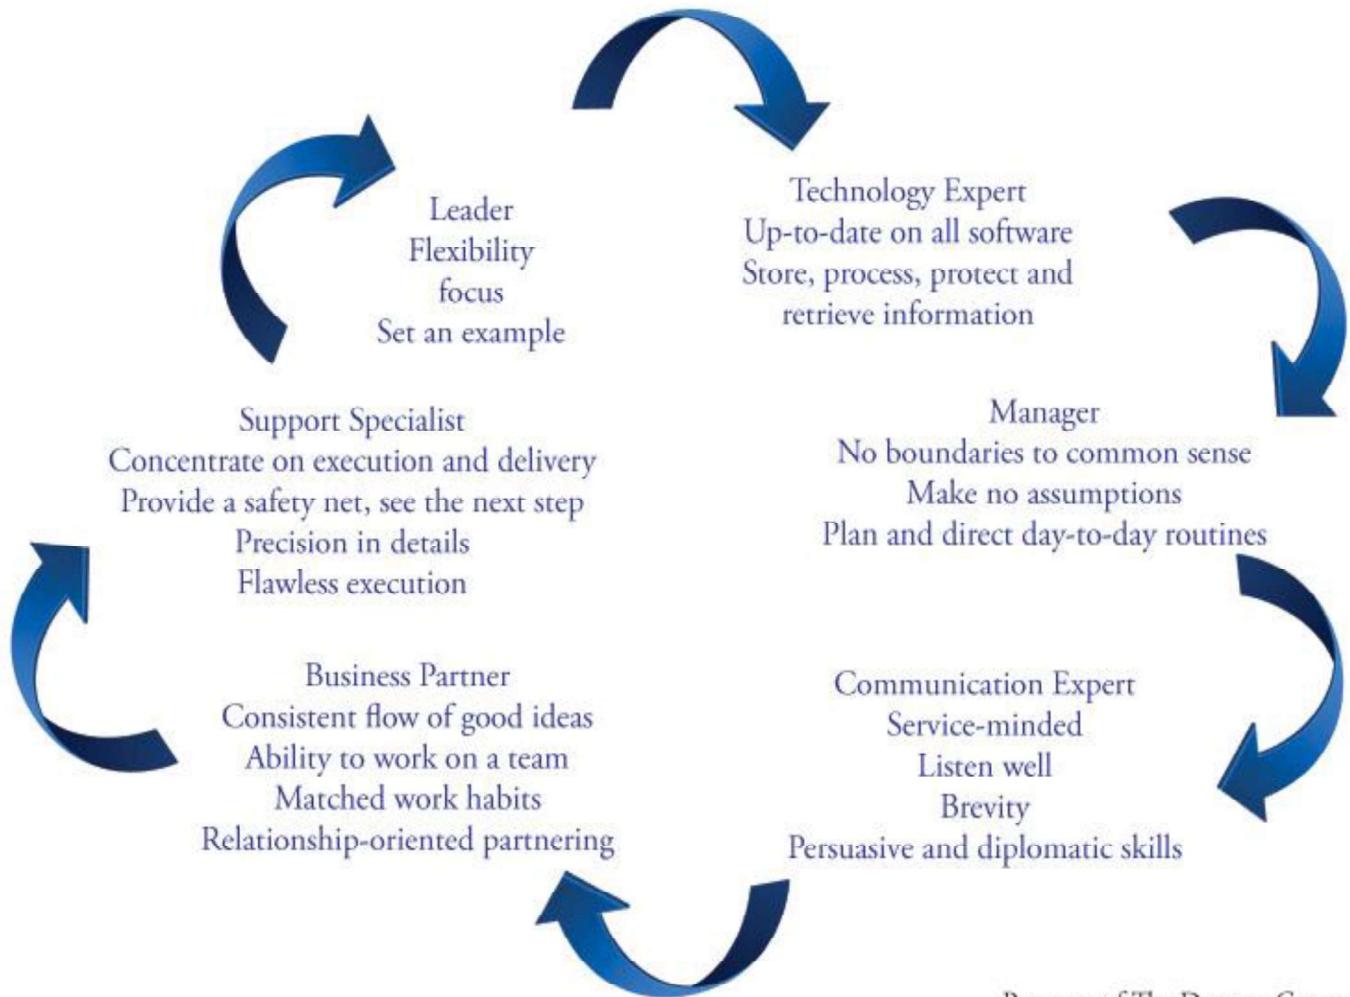 Leader
Flexibility
focus
Set an example
Technology Expert
Up-to-date on all software
Store, process, protect and
retrieve information
Manager
No boundaries to common sense
Make no assumptions
Plan and direct day-to-day routines
Communication Expert
Service-minded
Listen well
Brevity
Persuasive and diplomatic skills
Business Partner
Consistent flow of good ideas
Ability to work on a team
Matched work habits
Relationship-oriented partnering
Support Specialist
Concentrate on execution and delivery
Provide a safety net, see the next step
Precision in details
Flawless execution